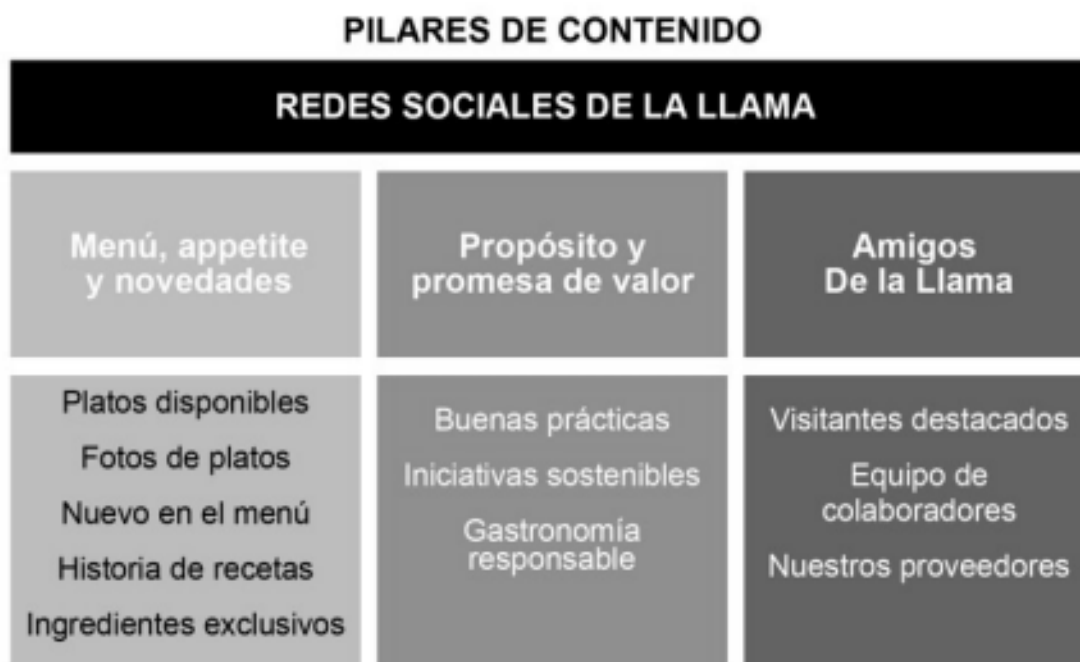 PILARES DE CONTENIDO
REDES SOCIALES DE LA LLAMA
Menú, appetite
y novedades
Propósito y
promesa de valor
Amigos
De la Llama
Platos disponibles
Fotos de platos
Nuevo en el menú
Historia de recetas
Ingredientes exclusivos
Buenas prácticas
Iniciativas sostenibles
Gastronomía
responsable
Visitantes destacados
Equipo de
colaboradores
Nuestros proveedores